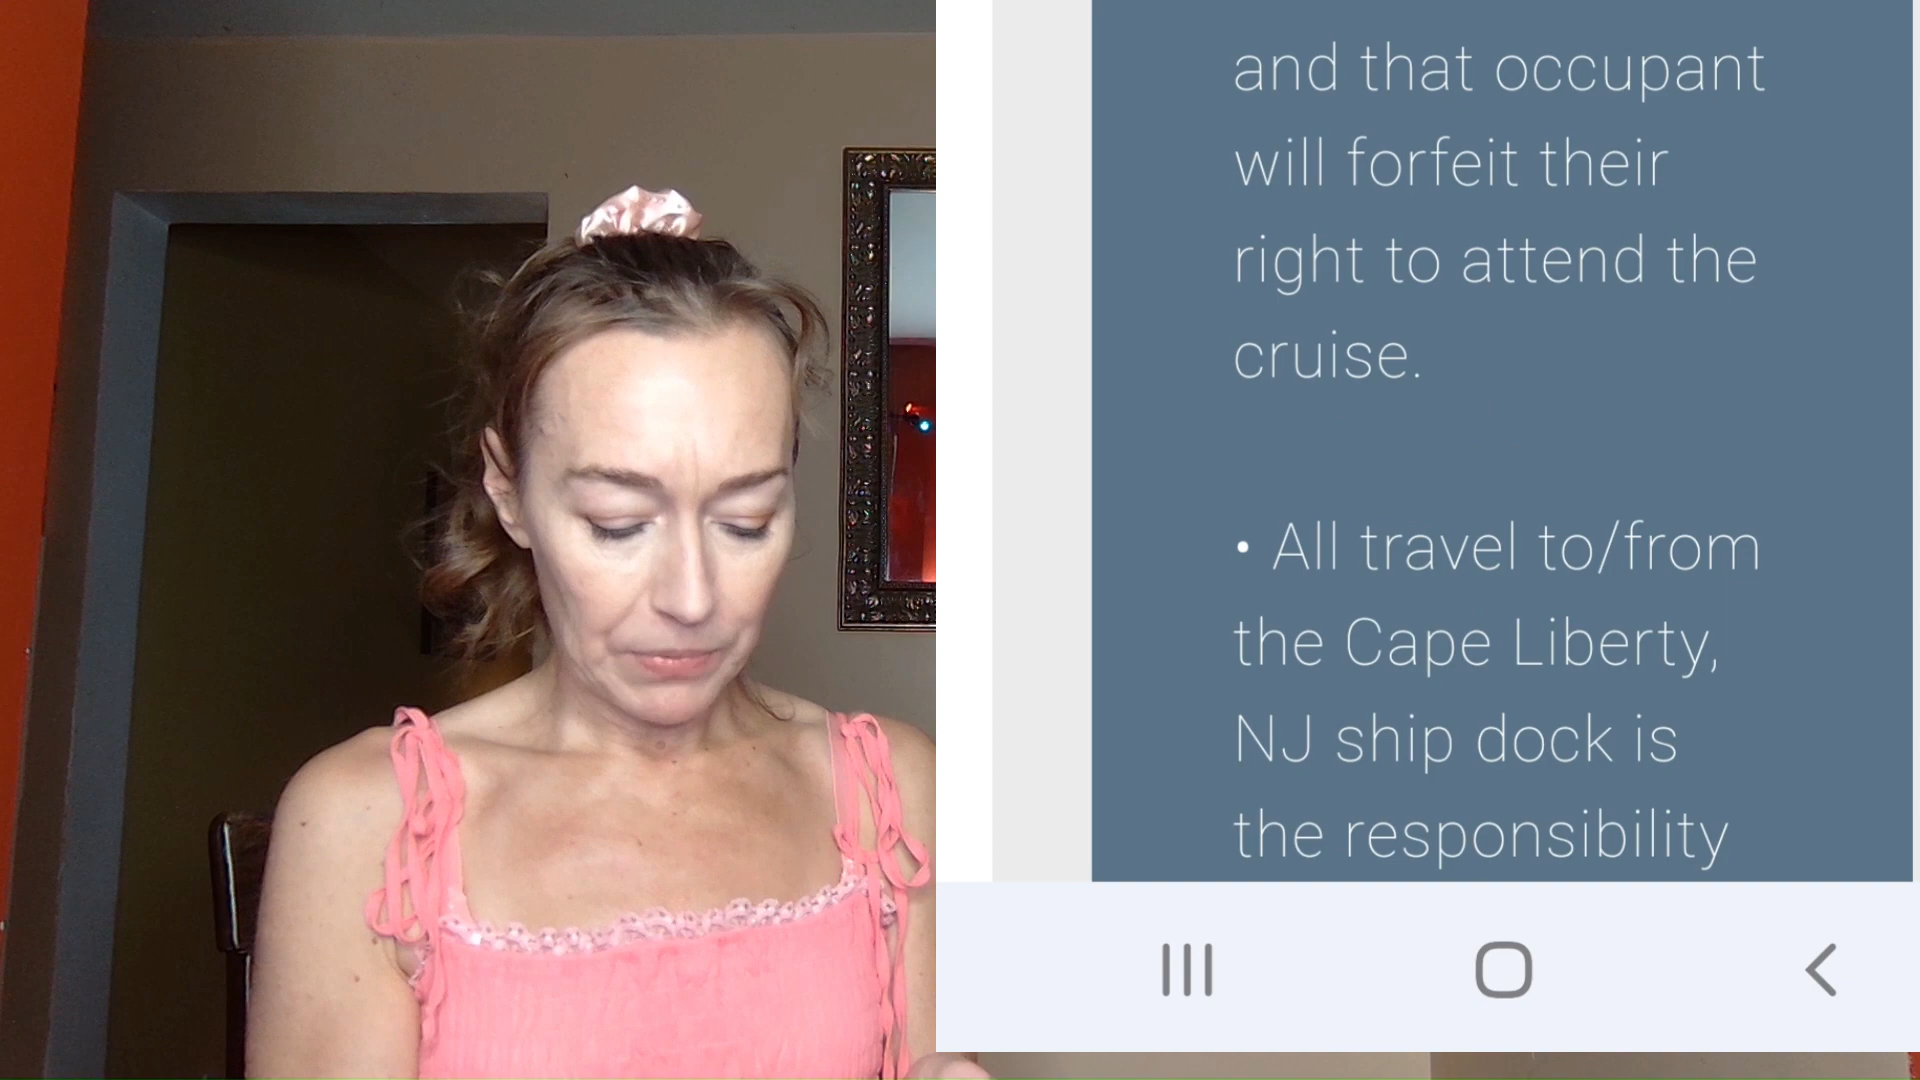 and that occupant
will forfeit their
right to attend the
cruise.
• All travel to/from
the Cape Liberty,
NJ ship dock is
the responsibility